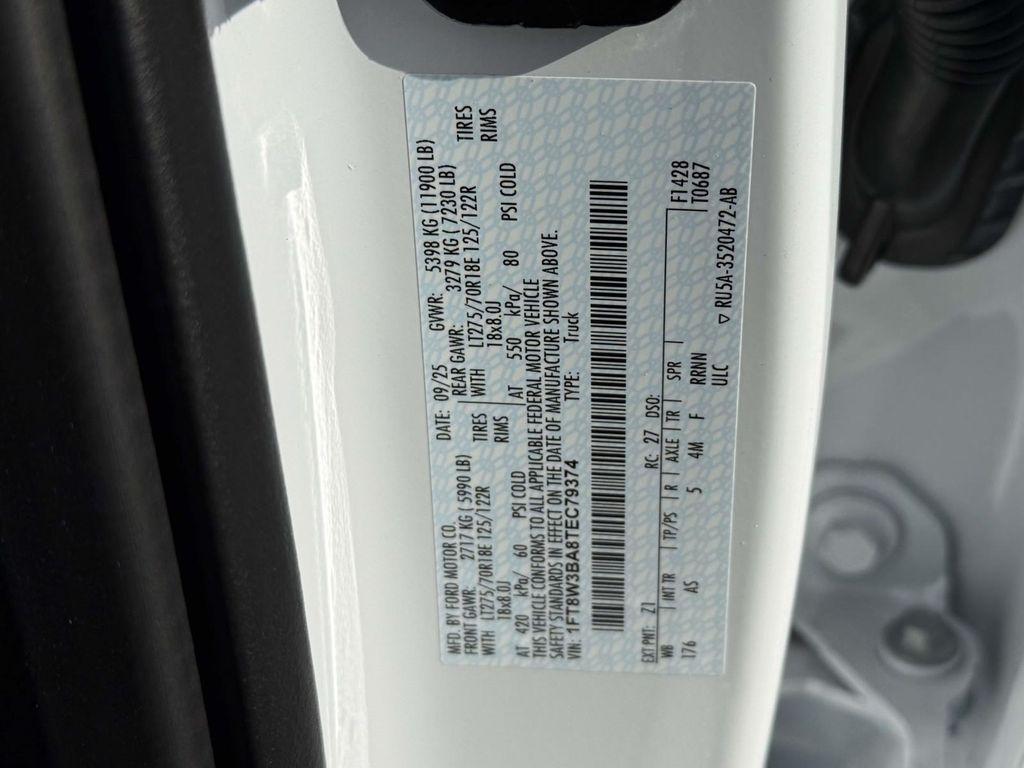 MFD. BY FORD MOTOR CO.
DATE: 09/25 GVWR: 5398 KG (11900 LB)
FRONT GAWR: 2717 KG ( 5990 LB) REAR GAWR: 3279 KG ( 7230 LB)
WITH LT275/70R18E 125/122R TIRES WITH LT275/70R18E 125/122R TIRES
18x8.0J RIMS 18x8.0J RIMS
AT 420 kPa/ 60 PSI COLD AT 550 kPa/ 80 PSI COLD
THIS VEHICLE CONFORMS TO ALL APPLICABLE FEDERAL MOTOR VEHICLE
SAFETY STANDARDS IN EFFECT ON THE DATE OF MANUFACTURE SHOWN ABOVE.
VIN: 1FT8W3BA8TEC79374 TYPE: Truck
EXT PNT: Z1 RC: 27 DSO:
WB INT TR TP/PS R AXLE TR SPR F1428
176 AS 5 4M F RRNN T0687
ULC
▽ RU5A-3520472-AB